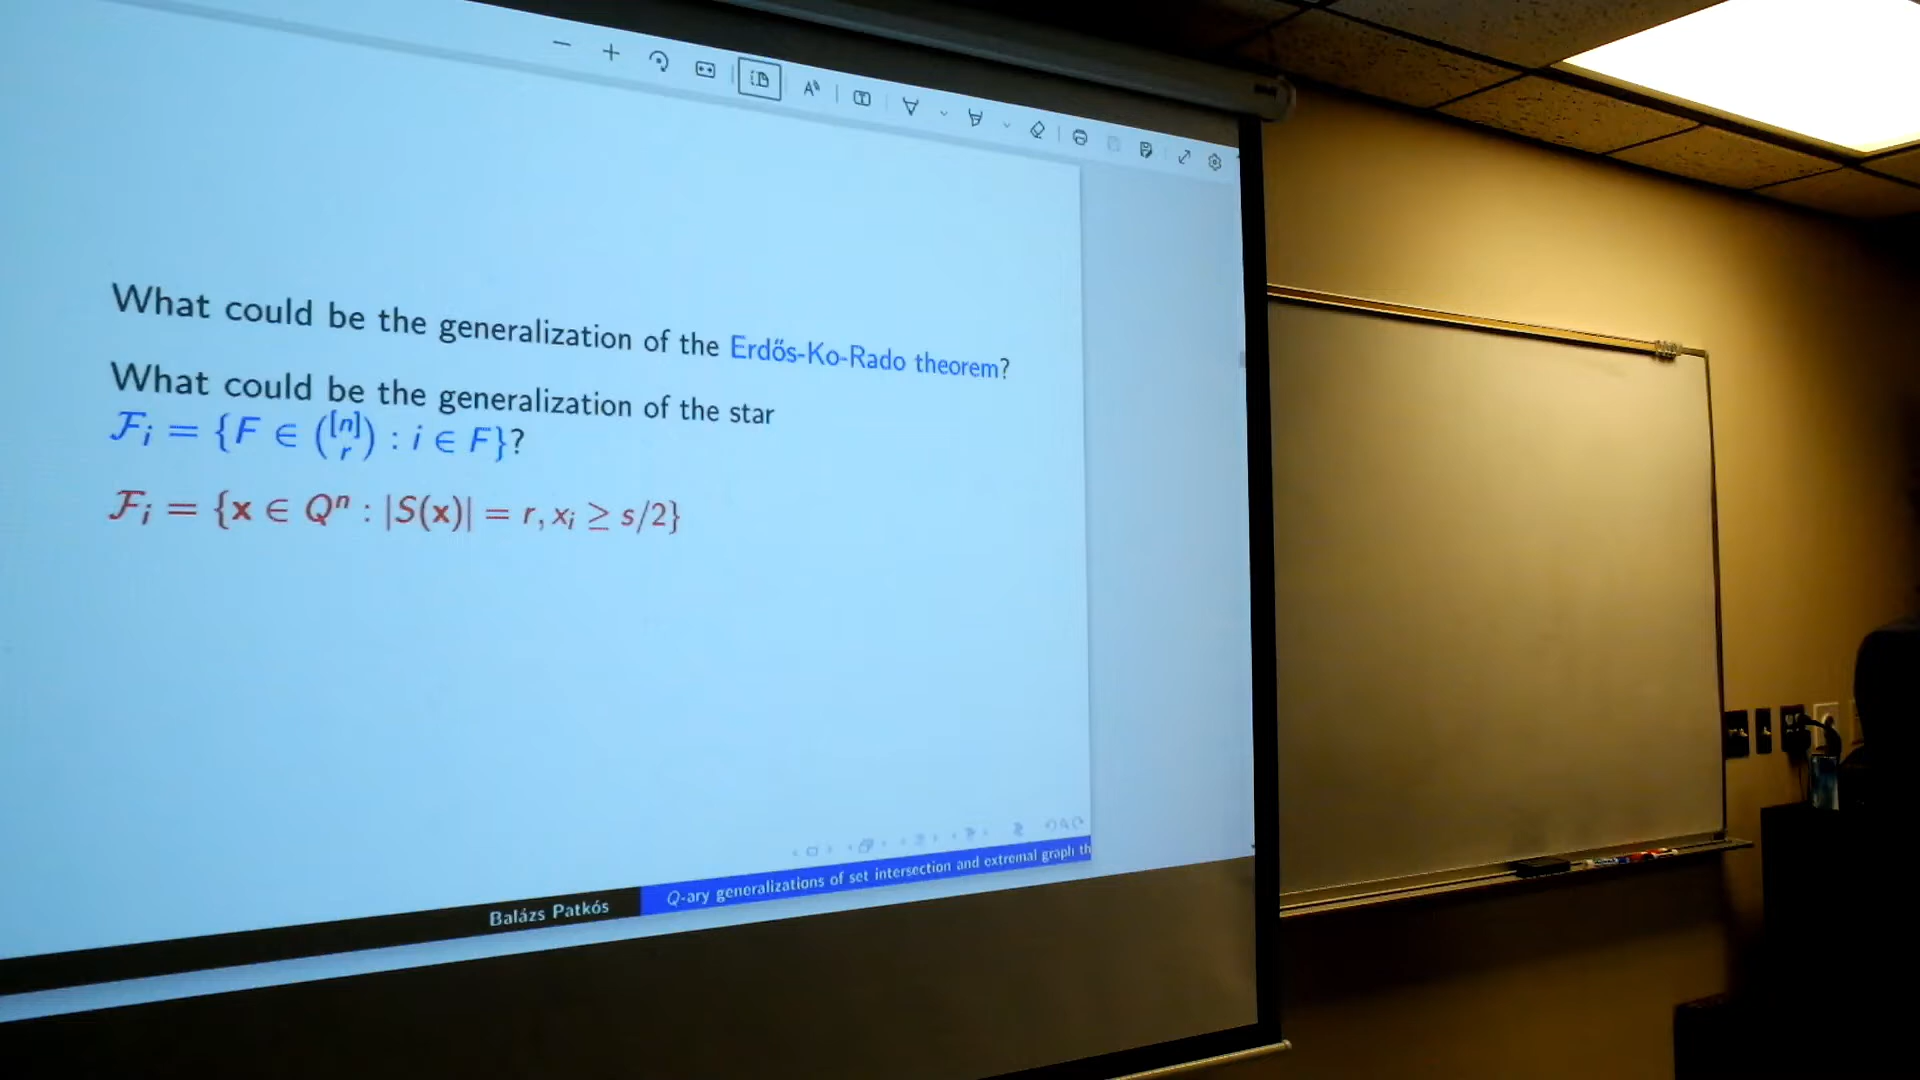 What could be the generalization of the Erdős-Ko-Rado theorem?
What could be the generalization of the star
𝓕ᵢ = {F ∈ ([n] r) : i ∈ F}?
𝓕ᵢ = {x ∈ Qⁿ : |S(x)| = r, xᵢ ≥ s/2}
Balázs Patkós
Q-ary generalizations of set intersection and extremal graph th